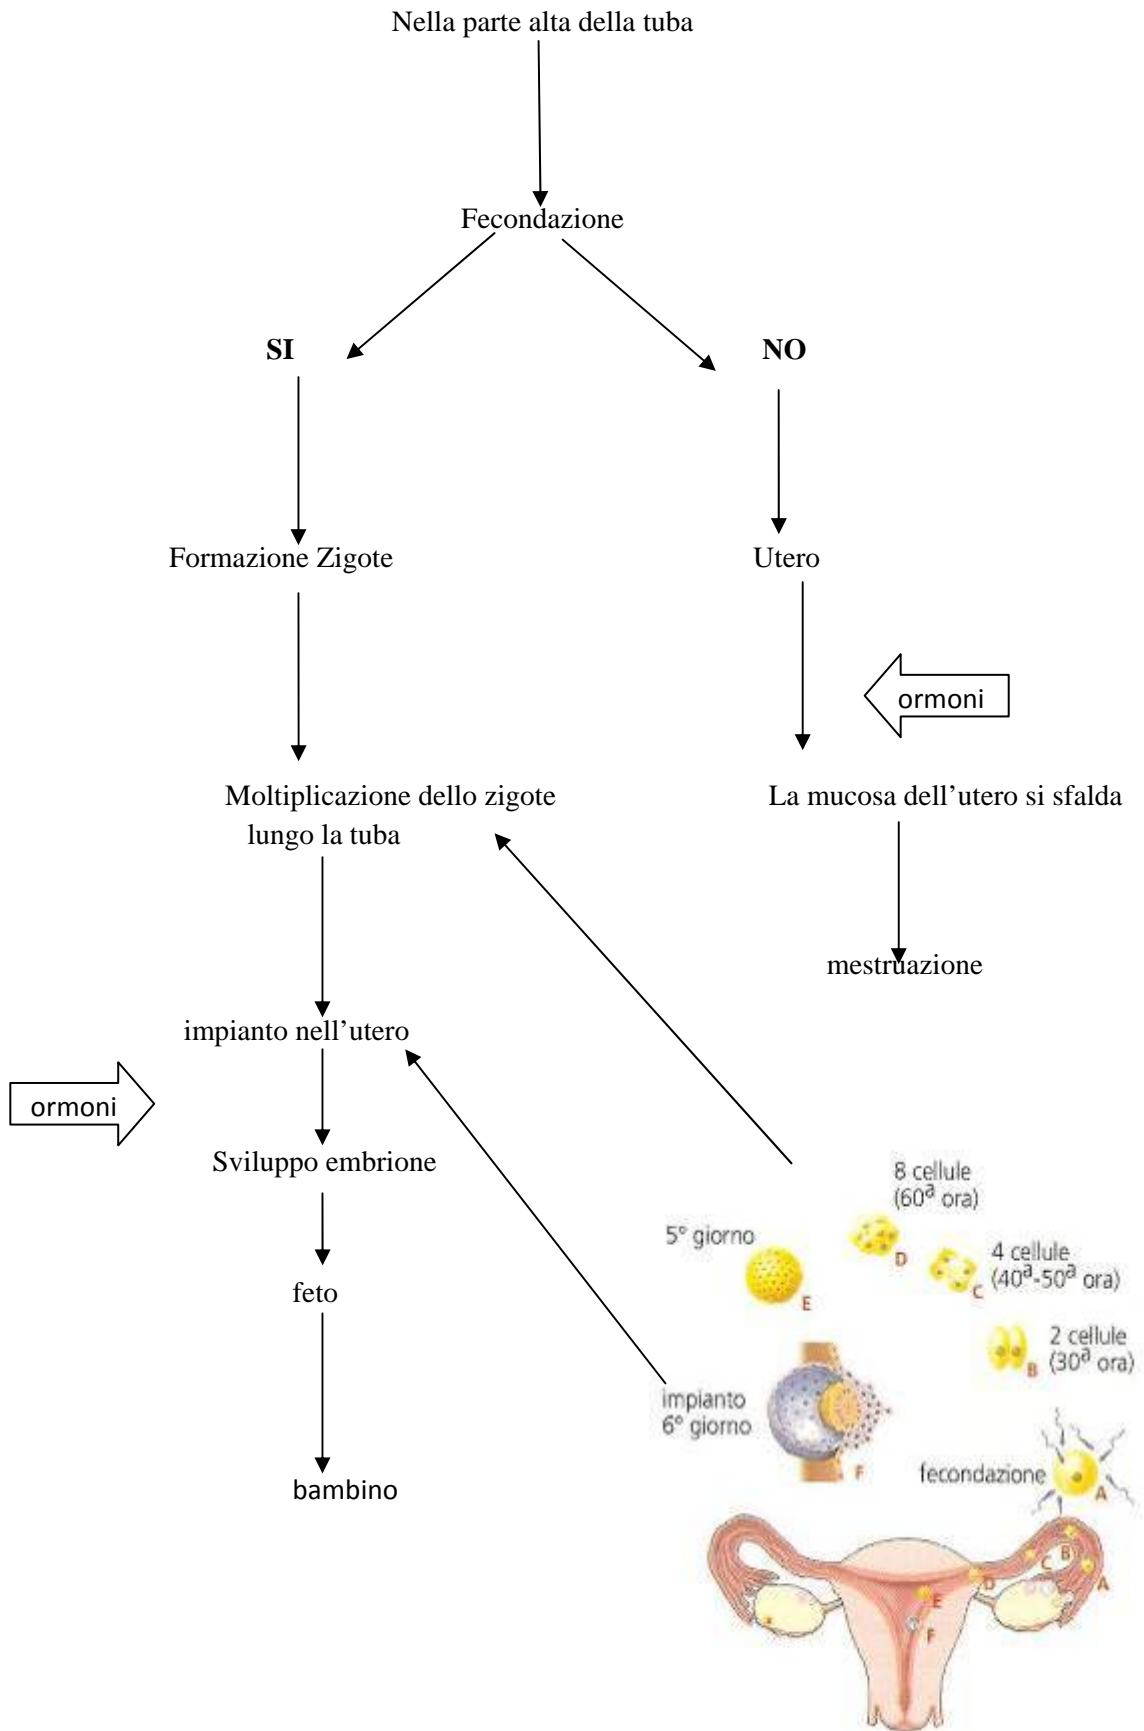 Nella parte alta della tuba
Fecondazione
SI
NO
Formazione Zigote
Utero
ormoni
Moltiplicazione dello zigote
lungo la tuba
La mucosa dell’utero si sfalda
mestruazione
impianto nell’utero
ormoni
Sviluppo embrione
feto
bambino
8 cellule
(60ª ora)
D
5° giorno
E
4 cellule
(40ª-50ª ora)
C
2 cellule
(30ª ora)
B
impianto
6° giorno
F
fecondazione
A
B
C
D
A
E
F